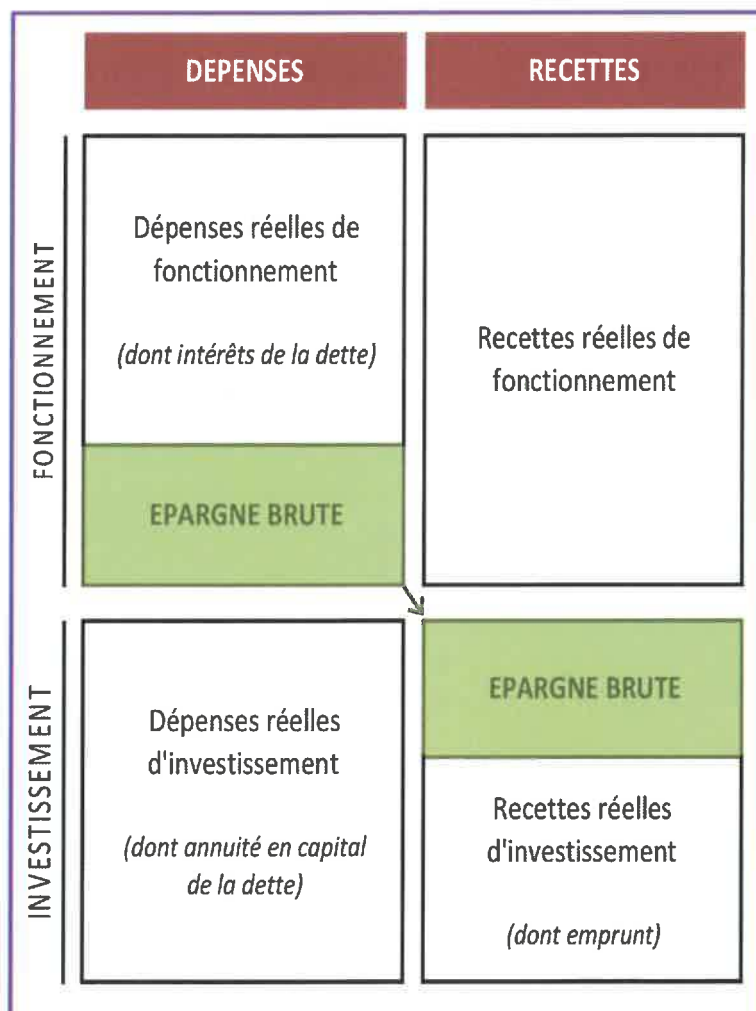 DEPENSES
RECETTES
FONCTIONNEMENT
Dépenses réelles de
fonctionnement
(dont intérêts de la dette)
EPARGNE BRUTE
Recettes réelles de
fonctionnement
INVESTISSEMENT
Dépenses réelles
d'investissement
(dont annuité en capital
de la dette)
EPARGNE BRUTE
Recettes réelles
d'investissement
(dont emprunt)